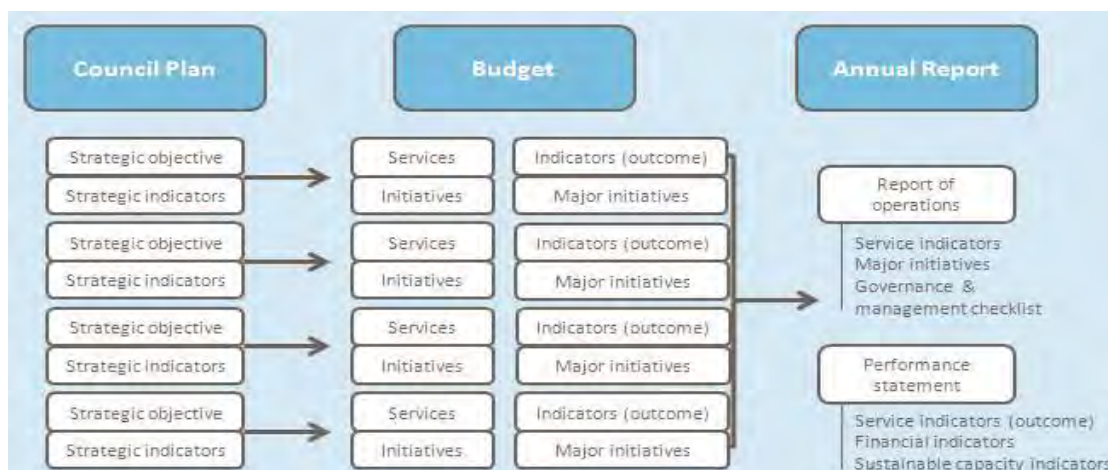 Council Plan
Budget
Annual Report
Strategic objective
Strategic indicators
Strategic objective
Strategic indicators
Strategic objective
Strategic indicators
Strategic objective
Strategic indicators
Services
Initiatives
Services
Initiatives
Services
Initiatives
Services
Initiatives
Indicators (outcome)
Major initiatives
Indicators (outcome)
Major initiatives
Indicators (outcome)
Major initiatives
Indicators (outcome)
Major initiatives
Report of
operations
Service indicators
Major initiatives
Governance &
management checklist
Performance
statement
Service indicators (outcome)
Financial indicators
Sustainable capacity indicators